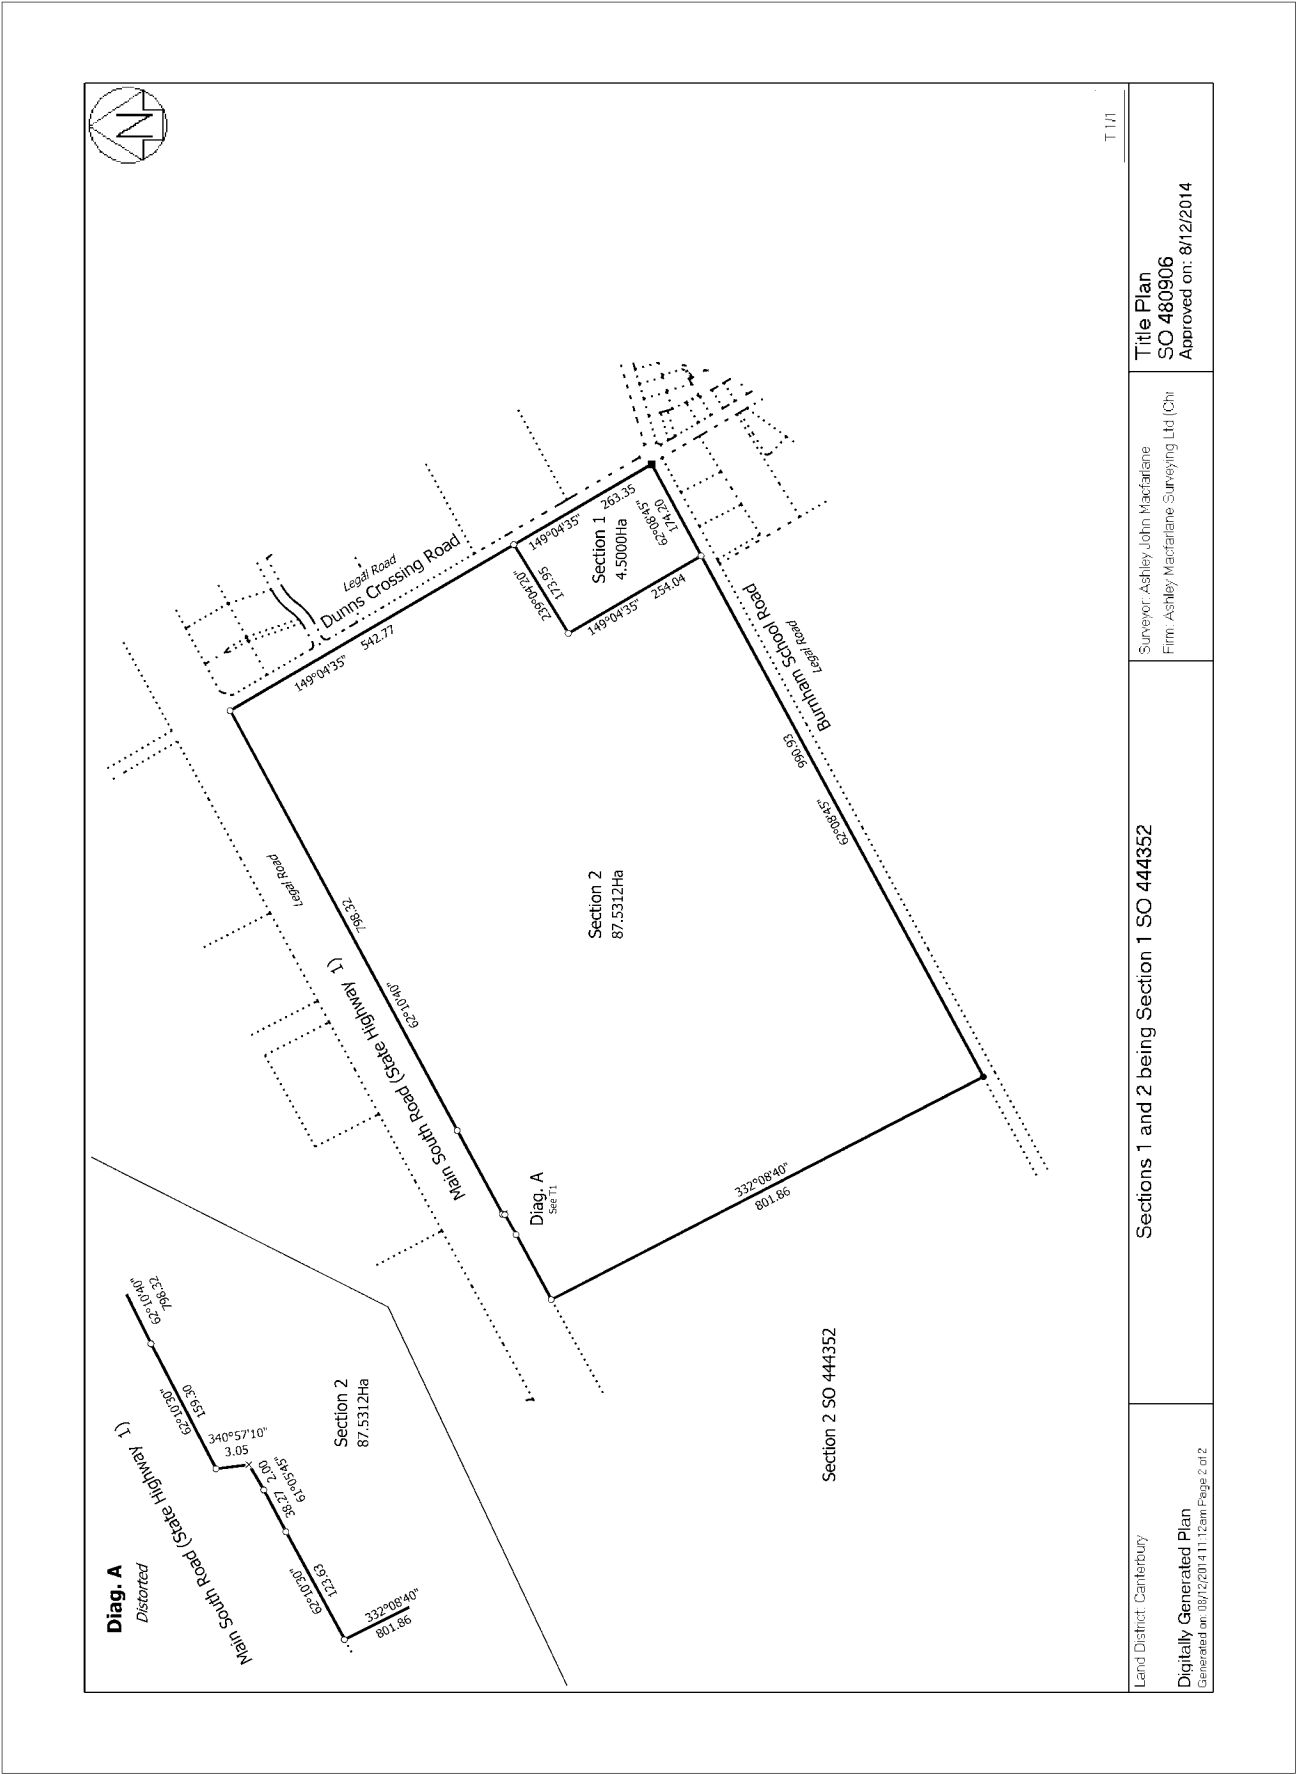 N
Diag. A
Distorted
Main South Road (State Highway 1)
62°10'40"
798.32
62°10'30"
159.30
340°57'10"
3.05
2.00
61°05'45"
38.27
62°10'30"
123.63
332°08'40"
801.86
Section 2
87.5312Ha
Main South Road (State Highway 1)
Legal Road
62°10'40"
798.32
Diag. A
See T1
149°04'35"
542.77
Dunns Crossing Road
Legal Road
149°04'35"
263.35
239°04'20"
173.95
Section 1
4.5000Ha
62°08'45"
174.20
149°04'35"
254.04
Section 2
87.5312Ha
Burnham School Road
Legal Road
62°08'45"
990.93
332°08'40"
801.86
Section 2 SO 444352
T 1/1
Land District: Canterbury
Digitally Generated Plan
Generated on: 08/12/2014 11:12am Page 2 of 2
Sections 1 and 2 being Section 1 SO 444352
Surveyor: Ashley John Macfarlane
Firm: Ashley Macfarlane Surveying Ltd (Chr
Title Plan
SO 480906
Approved on: 8/12/2014